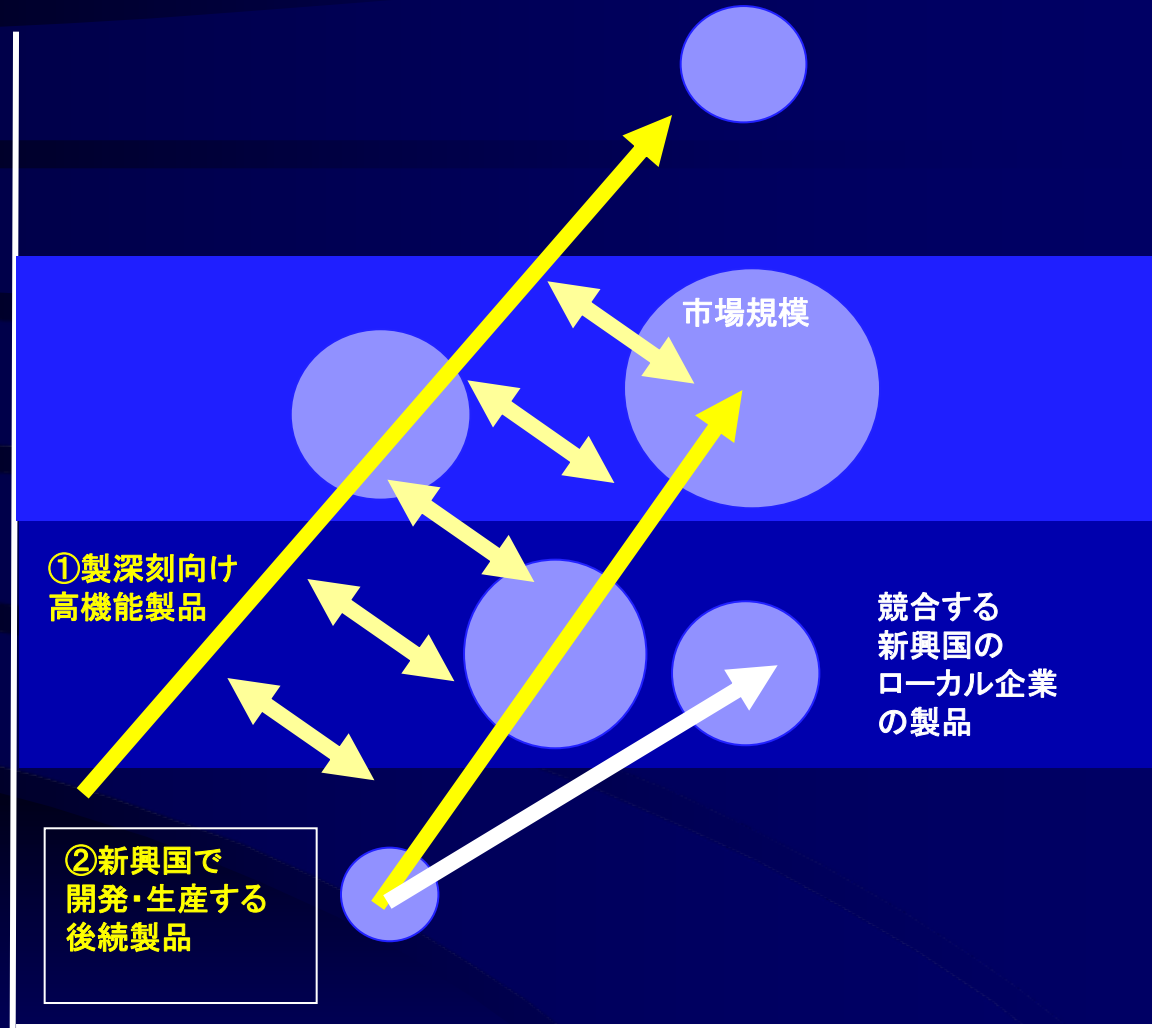 市場規模
①製深刻向け
高機能製品
競合する
新興国の
ローカル企業
の製品
②新興国で
開発・生産する
後続製品